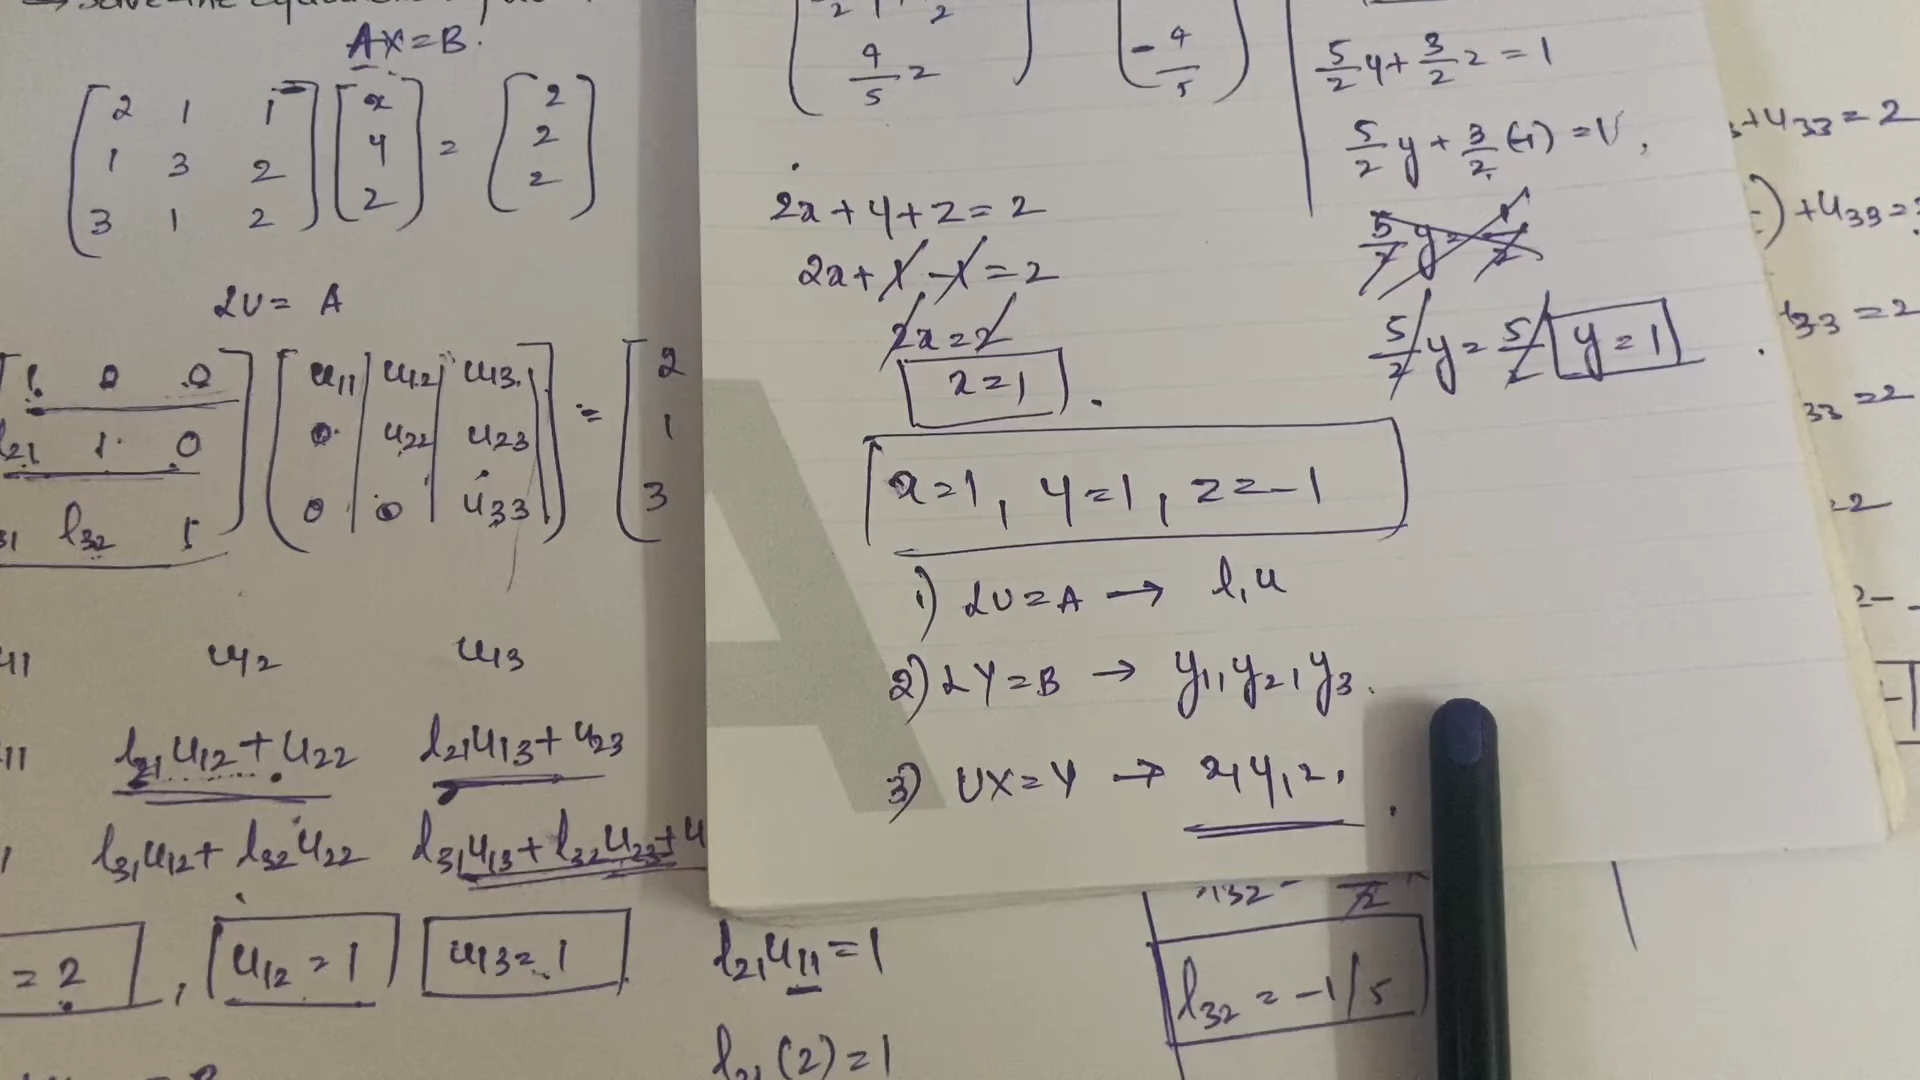 AX=B.
2 1 1 x 2
1 3 2 y = 2
3 1 2 z 2
LU = A
1 0 0 u11 u12 u13 2
l21 1 0 0 u22 u23 = 1
l32 1 0 0 u33 3
u12 u13
l21u12+u22 l21u13+u23
l31u12+l32u22 l31u13+l32u23+u
=2, u12=1 u13=1
l21u11=1
l21(2)=1
4/5 z -4/5
2x+y+z=2
2x+1-1=2
2x=2
x=1.
x=1, y=1, z=-1
1) LU=A → l,u
2) LY=B → y1,y2,y3.
3) UX=Y → x,y,z.
5/2 y+3/2 z=1
5/2 y+3/2(-1)=1,
5/2 y=5/2 y=1
l32=-1/5
+u33=2
)+u33=
33=2
33=2